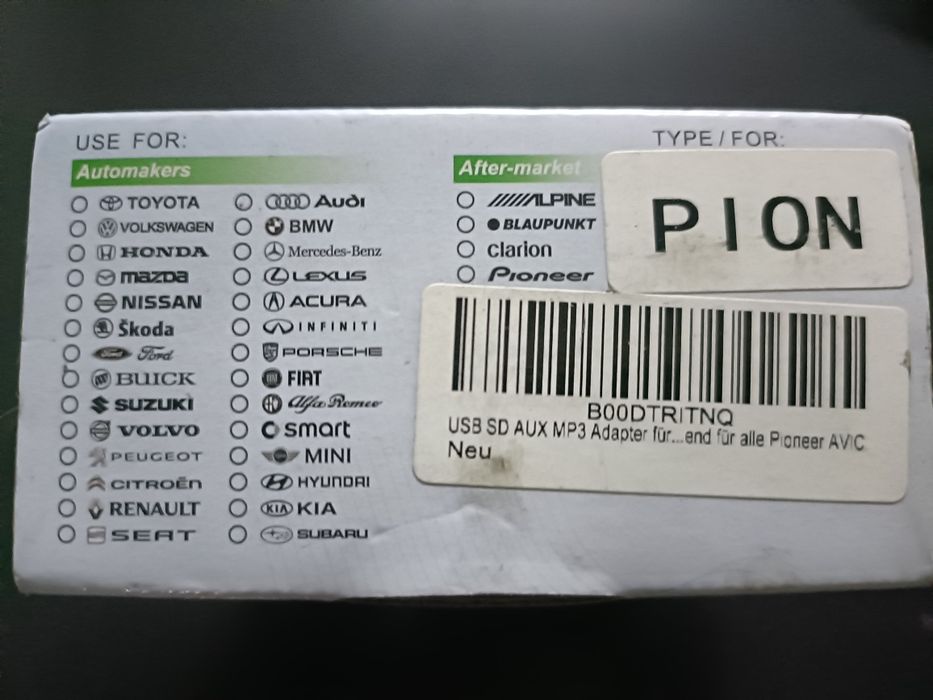 USE FOR:
TYPE / FOR:
Automakers
After-market
TOYOTA
VOLKSWAGEN
HONDA
mazda
NISSAN
Škoda
Ford
BUICK
SUZUKI
VOLVO
PEUGEOT
CITROËN
RENAULT
SEAT
Audi
BMW
Mercedes-Benz
LEXUS
ACURA
INFINITI
PORSCHE
FIAT
Alfa Romeo
smart
MINI
HYUNDAI
KIA KIA
SUBARU
ALPINE
BLAUPUNKT
Clarion
Pioneer
PION
B00DTRITNQ
USB SD AUX MP3 Adapter für...end für alle Pioneer AVIC
Neu